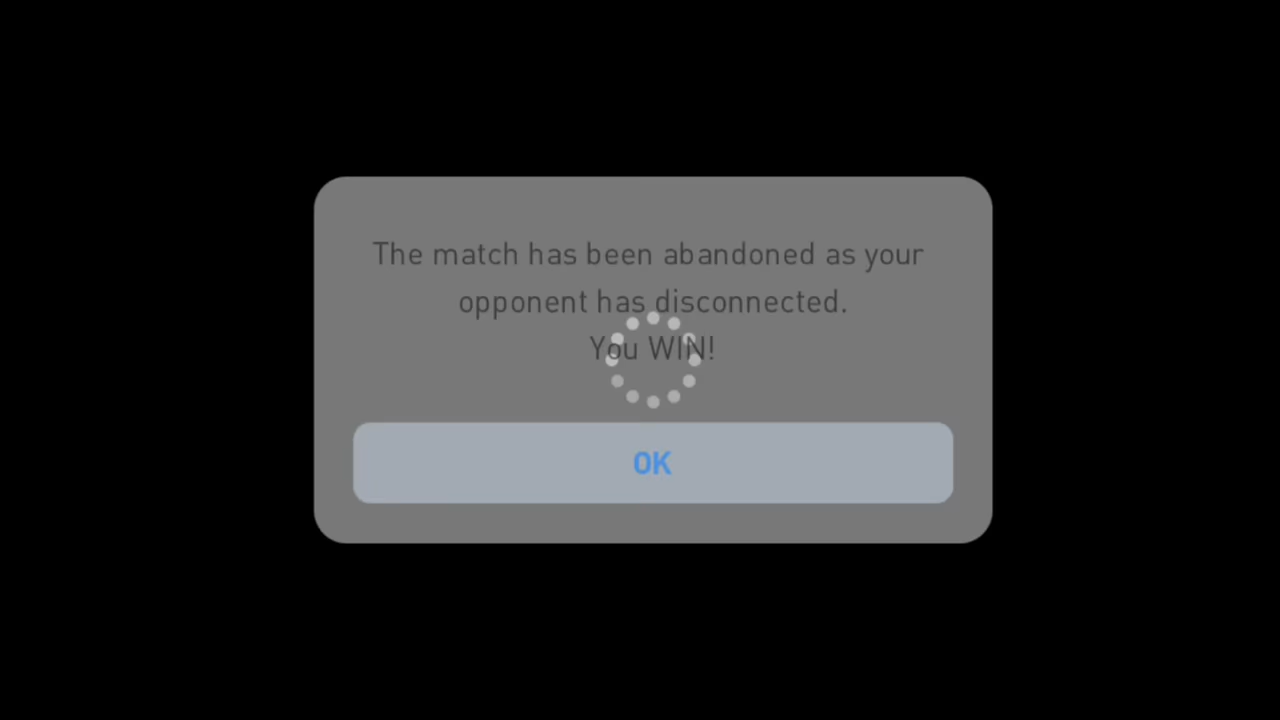 The match has been abandoned as your
opponent has disconnected.
You WIN!
OK